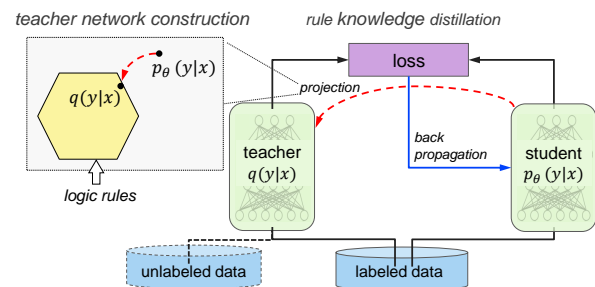 teacher network construction
rule knowledge distillation
loss
p_θ (y|x)
q(y|x)
projection
logic rules
teacher
q(y|x)
back
propagation
student
p_θ (y|x)
unlabeled data
labeled data